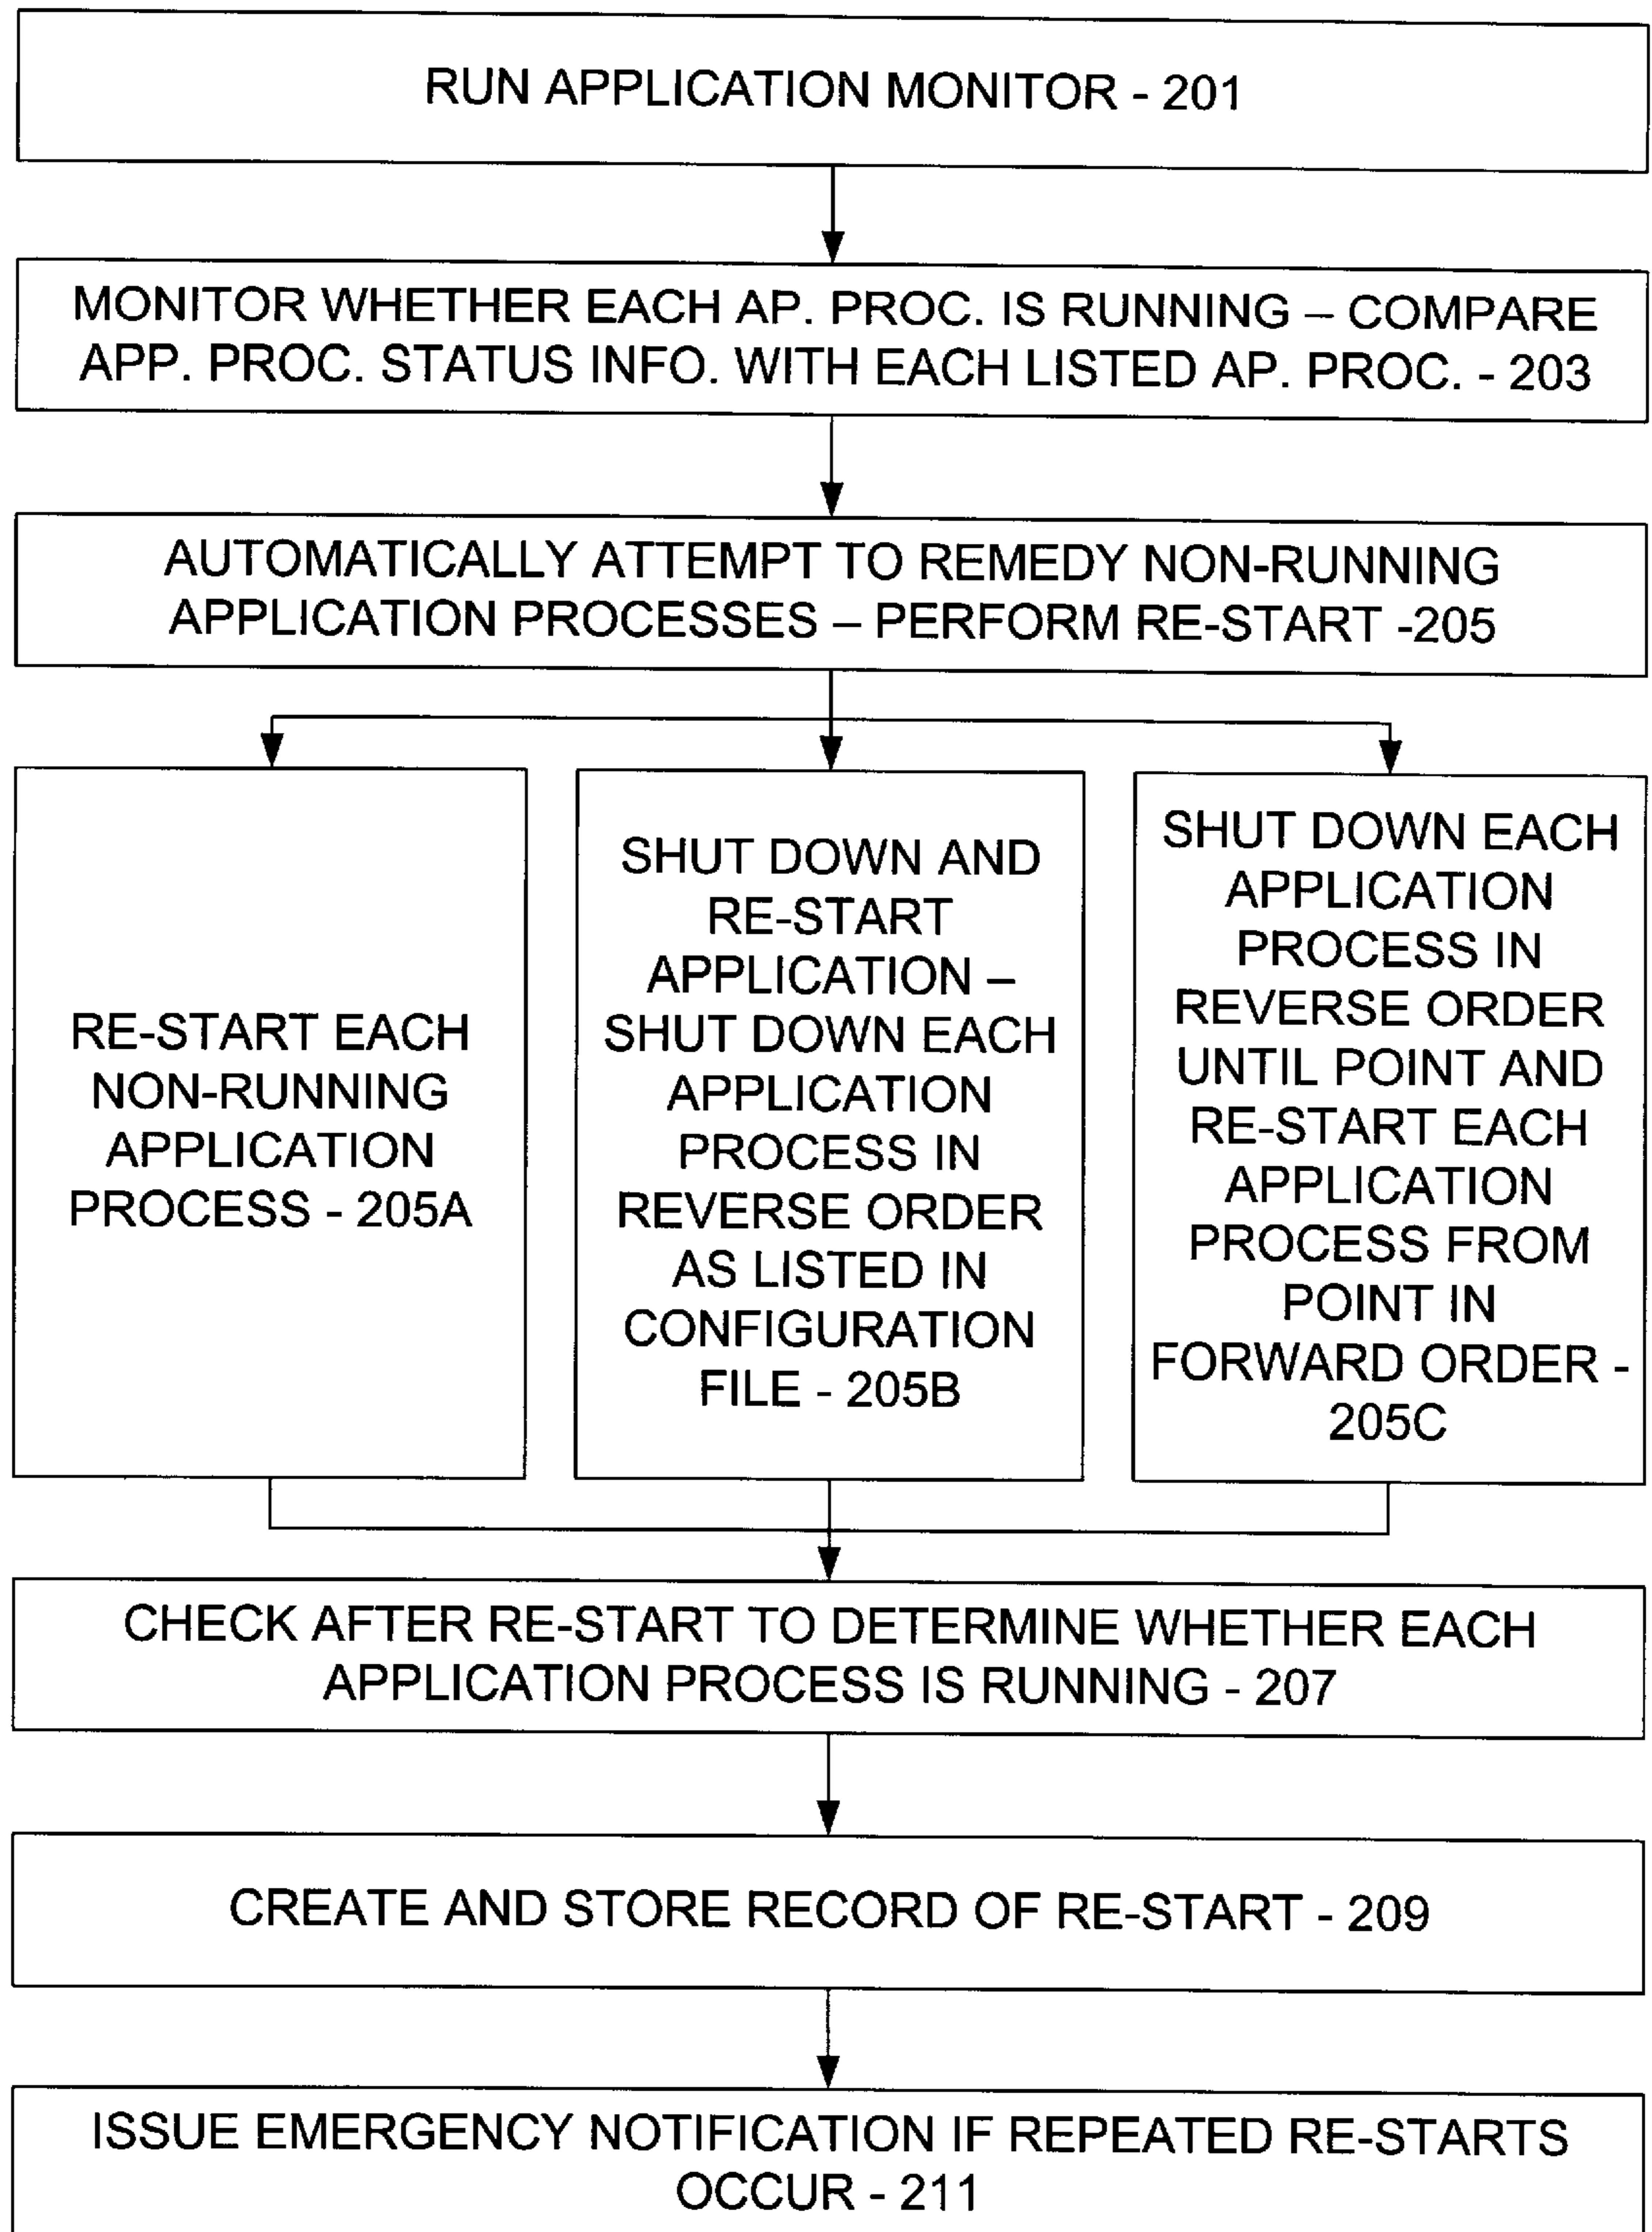 RUN APPLICATION MONITOR - 201
MONITOR WHETHER EACH AP. PROC. IS RUNNING – COMPARE
APP. PROC. STATUS INFO. WITH EACH LISTED AP. PROC. - 203
AUTOMATICALLY ATTEMPT TO REMEDY NON-RUNNING
APPLICATION PROCESSES – PERFORM RE-START -205
RE-START EACH
NON-RUNNING
APPLICATION
PROCESS - 205A
SHUT DOWN AND
RE-START
APPLICATION –
SHUT DOWN EACH
APPLICATION
PROCESS IN
REVERSE ORDER
AS LISTED IN
CONFIGURATION
FILE - 205B
SHUT DOWN EACH
APPLICATION
PROCESS IN
REVERSE ORDER
UNTIL POINT AND
RE-START EACH
APPLICATION
PROCESS FROM
POINT IN
FORWARD ORDER -
205C
CHECK AFTER RE-START TO DETERMINE WHETHER EACH
APPLICATION PROCESS IS RUNNING - 207
CREATE AND STORE RECORD OF RE-START - 209
ISSUE EMERGENCY NOTIFICATION IF REPEATED RE-STARTS
OCCUR - 211